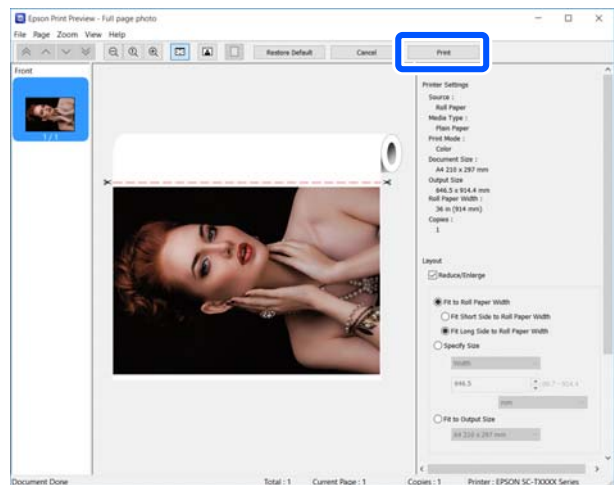 Epson Print Preview - Full page photo
File Page Zoom View Help
Restore Default Cancel Print
Front
1 / 1
Printer Settings
Source :
Roll Paper
Media Type :
Plain Paper
Print Mode :
Color
Document Size :
A4 210 x 297 mm
Output Size
646.5 x 914.4 mm
Roll Paper Width :
36 in (914 mm)
Copies :
1
Layout
Reduce/Enlarge
Fit to Roll Paper Width
Fit Short Side to Roll Paper Width
Fit Long Side to Roll Paper Width
Specify Size
Width
646.5
mm
Fit to Output Size
A4 210 x 297 mm
Document Done Total : 1 Current Page : 1 Copies : 1 Printer : EPSON SC-TXXXX Series